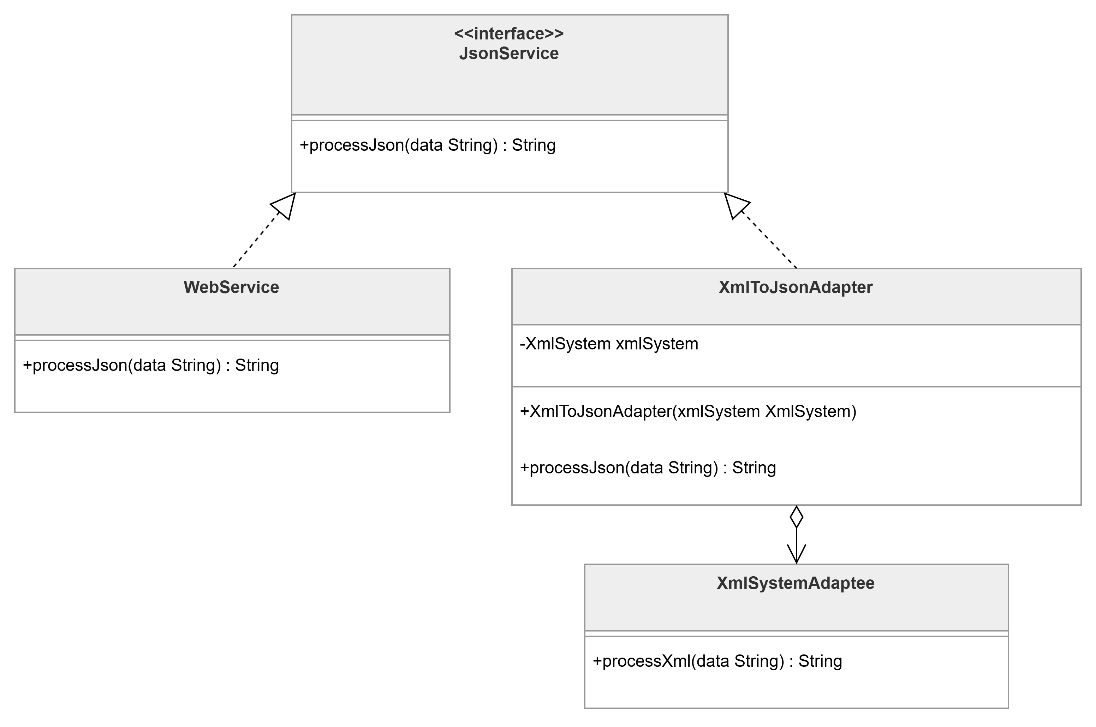 <<interface>>
JsonService
+processJson(data String) : String
WebService
+processJson(data String) : String
XmlToJsonAdapter
-XmlSystem xmlSystem
+XmlToJsonAdapter(xmlSystem XmlSystem)
+processJson(data String) : String
XmlSystemAdaptee
+processXml(data String) : String